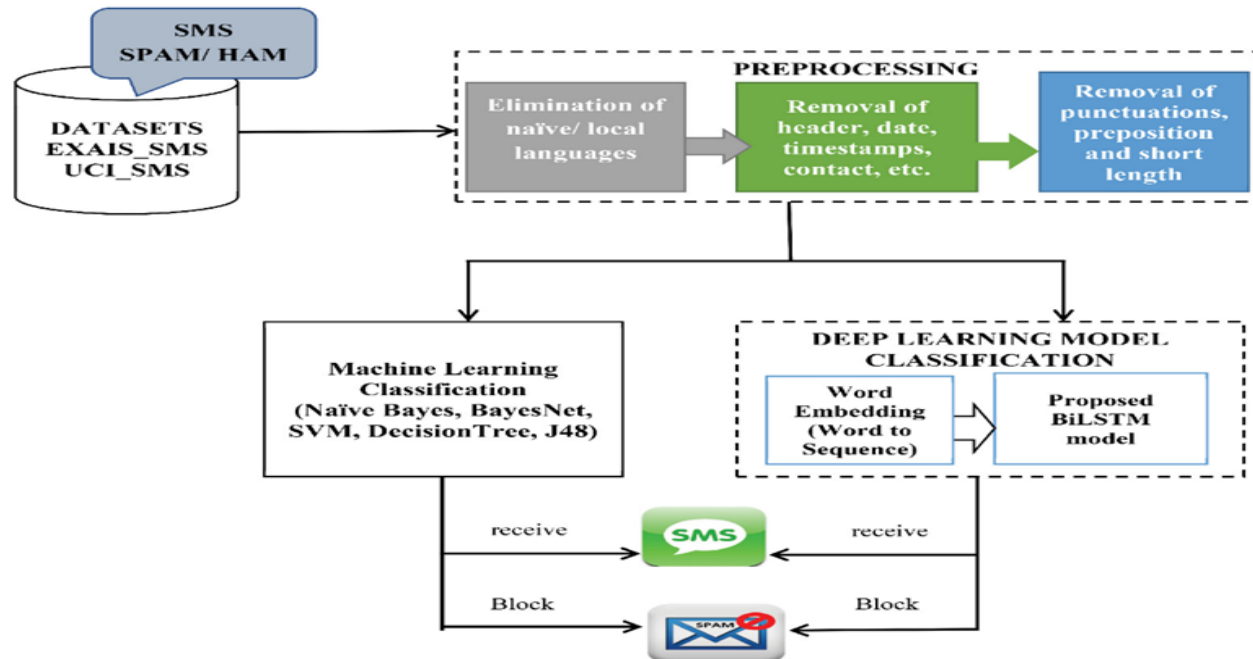 SMS
SPAM/ HAM
DATASETS
EXAIS_SMS
UCI_SMS
PREPROCESSING
Elimination of
naïve/ local
languages
Removal of
header, date,
timestamps,
contact, etc.
Removal of
punctuations,
preposition
and short
length
Machine Learning
Classification
(Naïve Bayes, BayesNet,
SVM, DecisionTree, J48)
DEEP LEARNING MODEL
CLASSIFICATION
Word
Embedding
(Word to
Sequence)
Proposed
BiLSTM
model
receive
SMS
receive
Block
SPAM
Block